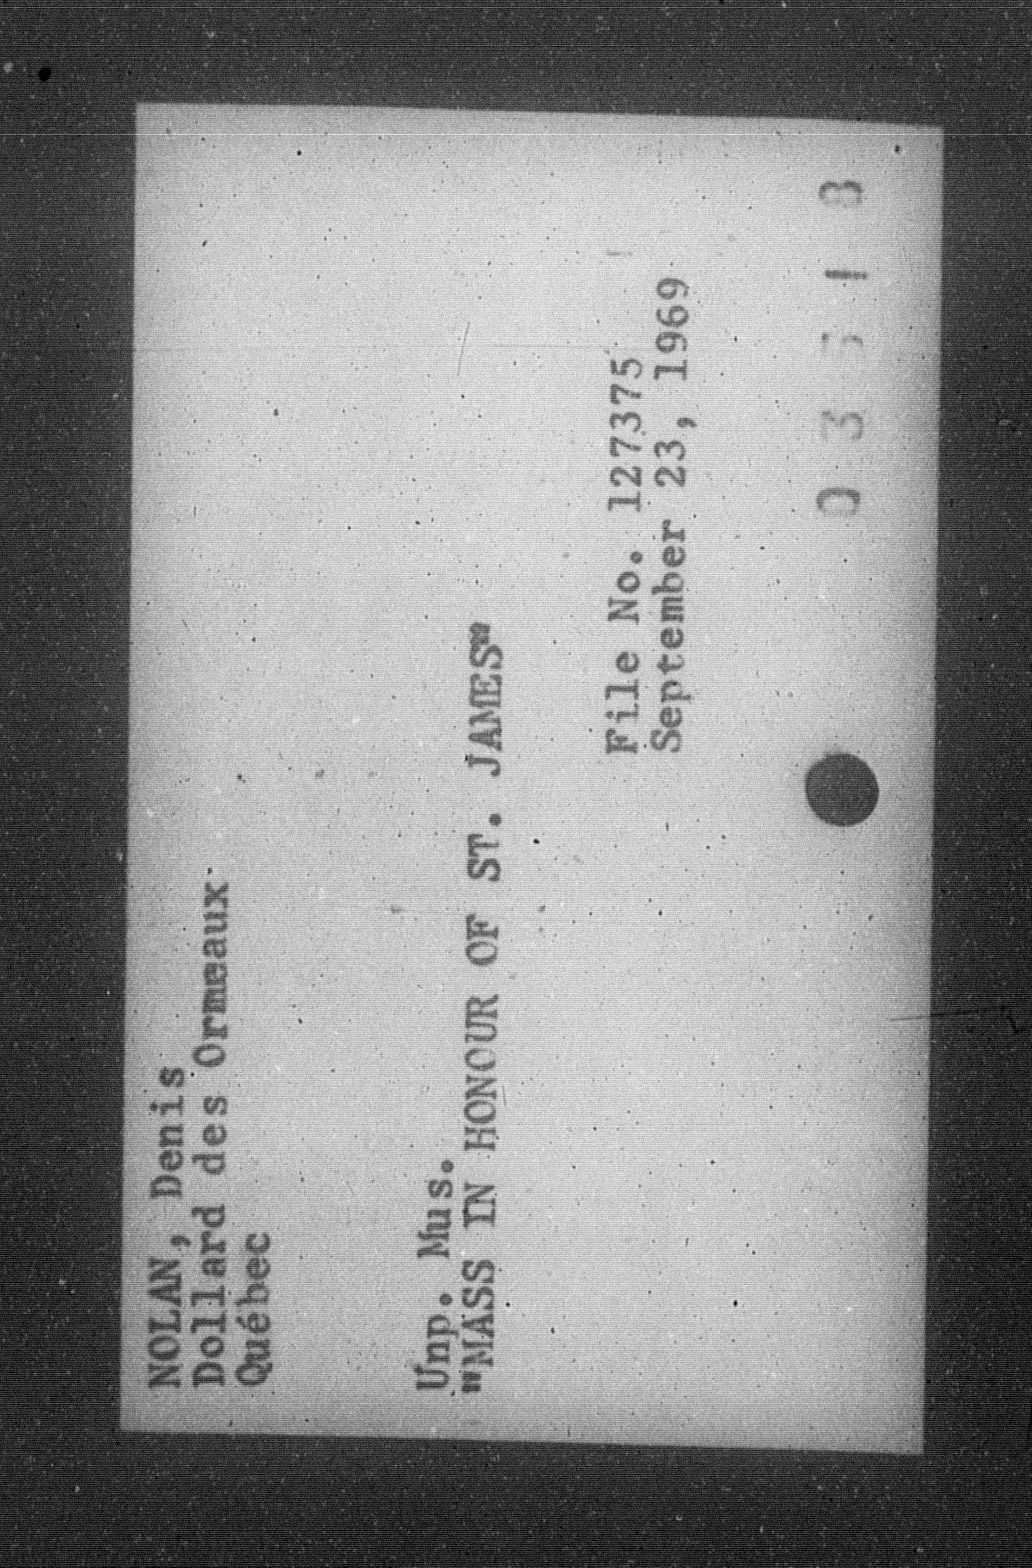 NOLAN, Denis
Dollard des Ormeaux
Québec
Unp. Mus.
"MASS IN HONOUR OF ST. JAMES"
File No. 127375
September 23, 1969